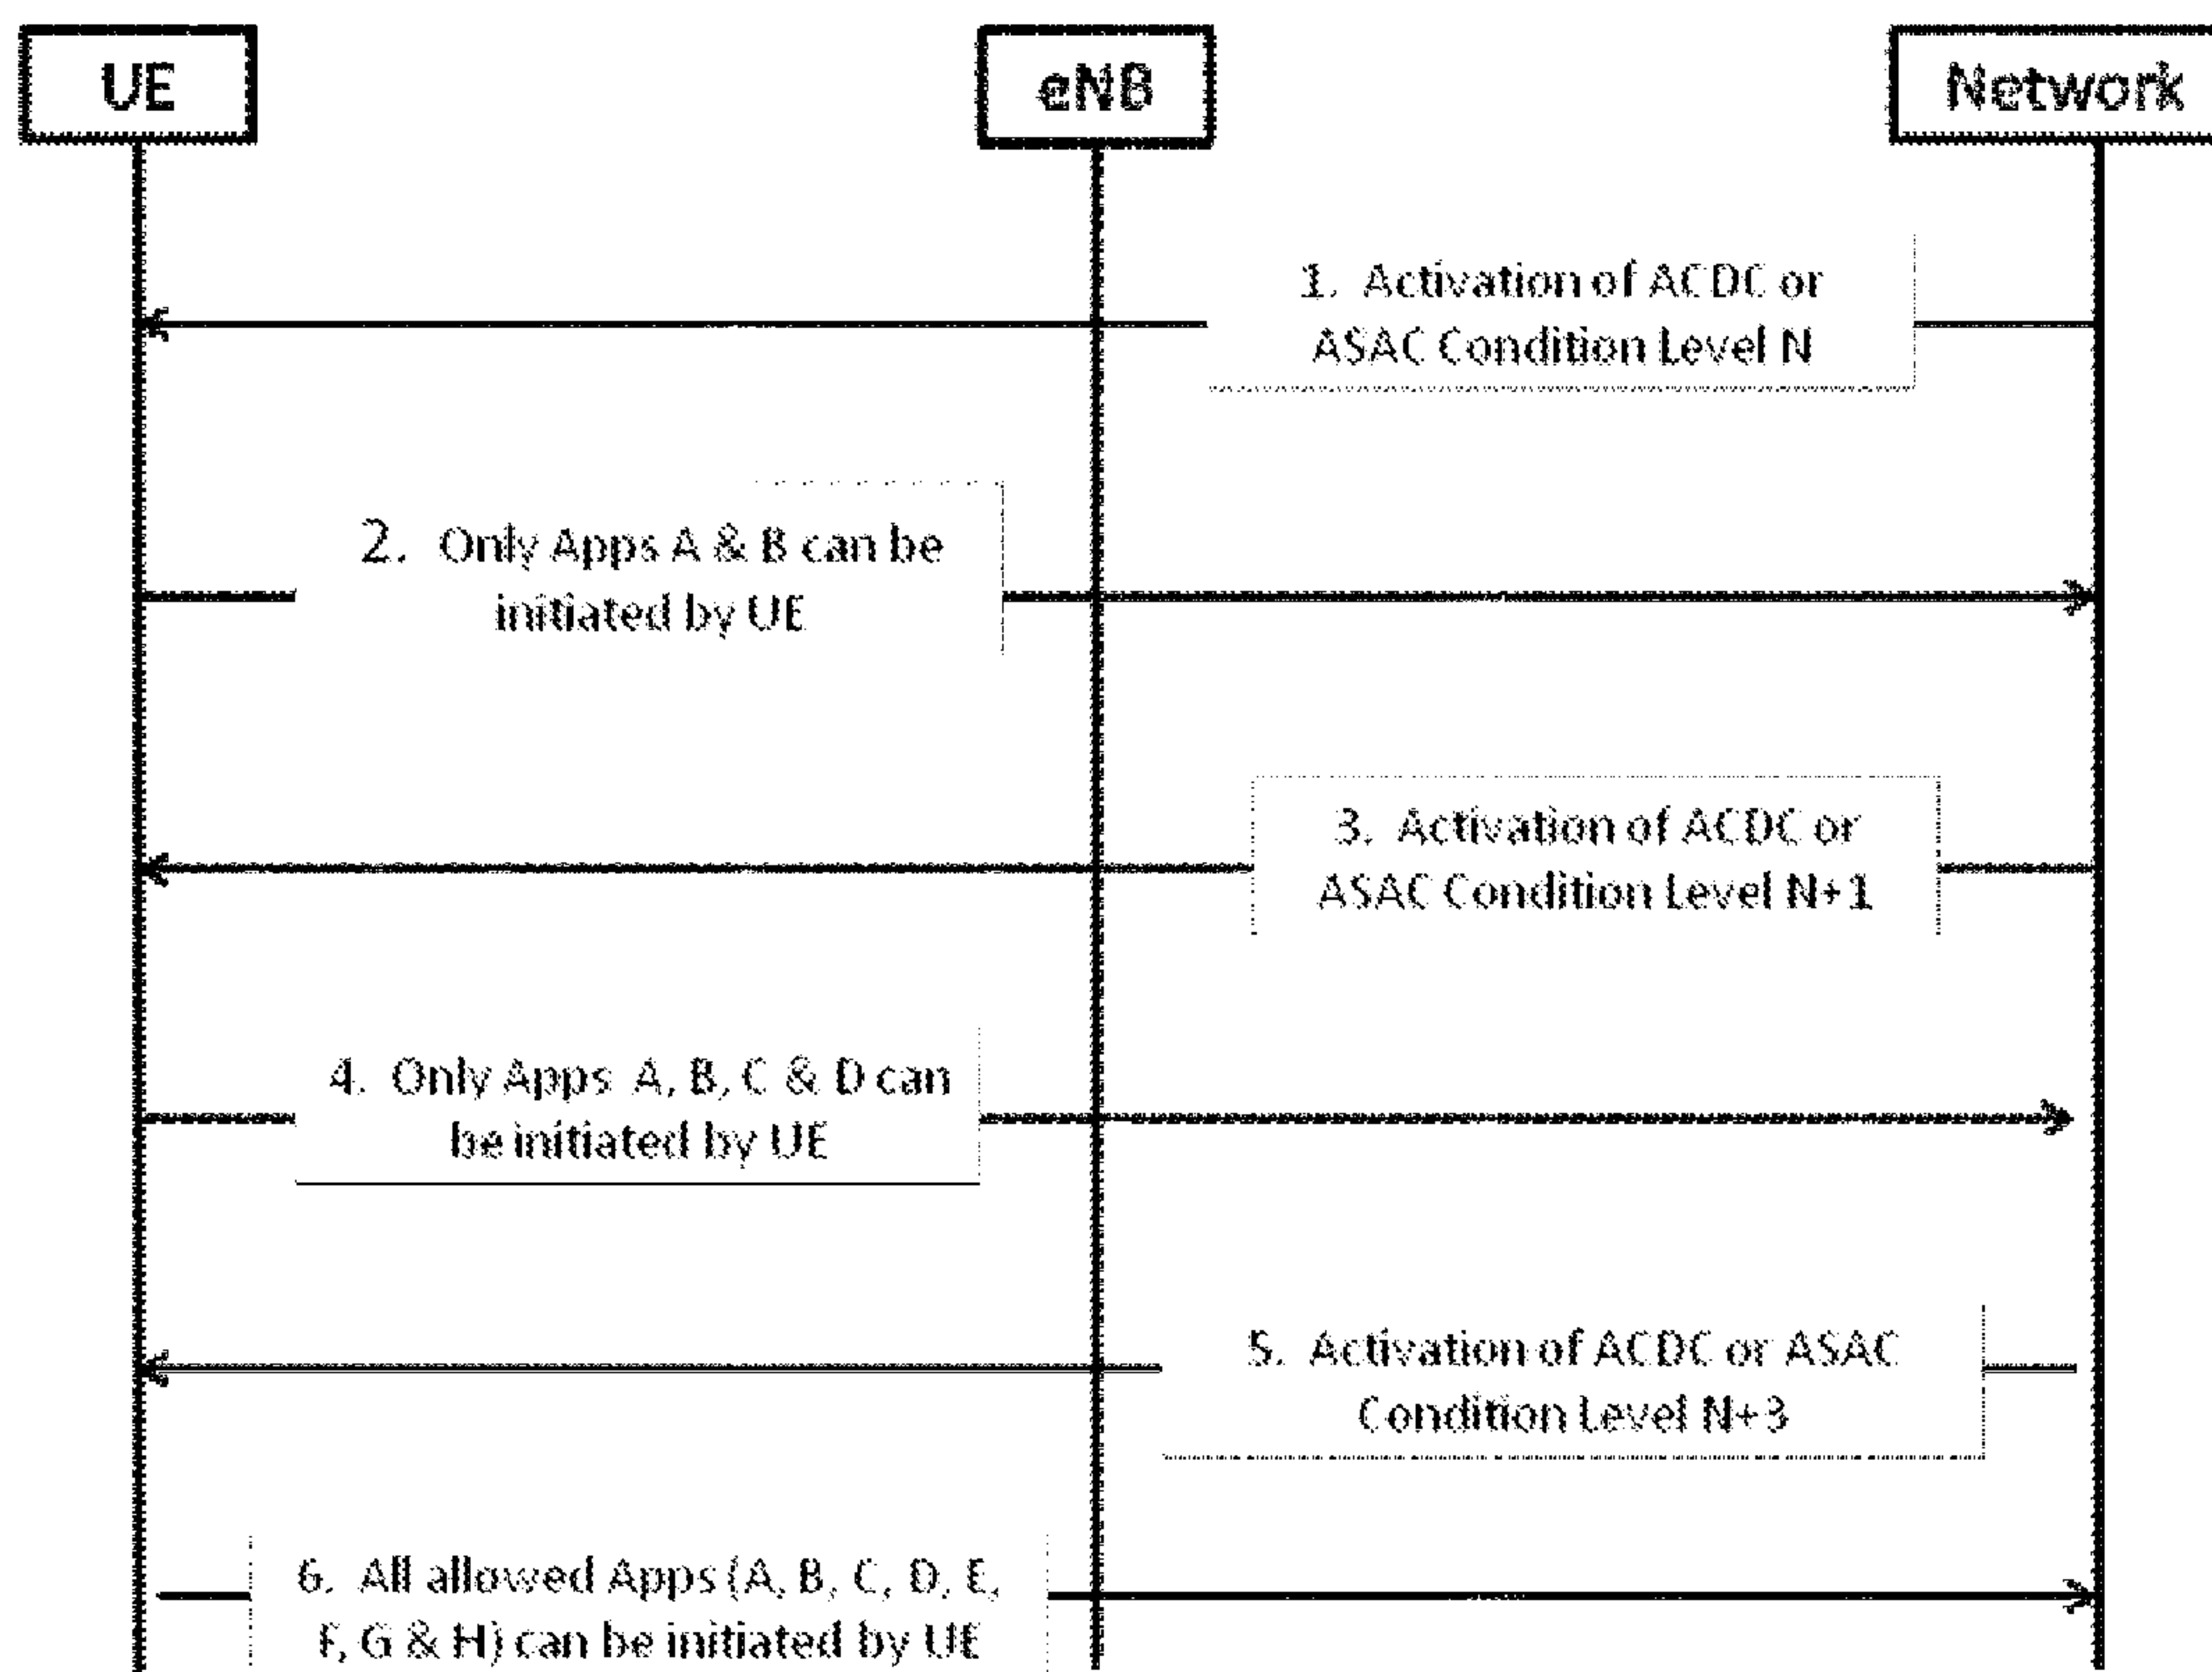 UE
eNB
Network
1. Activation of ACDC or
ASAC Condition Level N
2. Only Apps A & B can be
initiated by UE
3. Activation of ACDC or
ASAC Condition Level N+1
4. Only Apps A, B, C & D can
be initiated by UE
5. Activation of ACDC or ASAC
Condition Level N+3
6. All allowed Apps (A, B, C, D, E,
F, G & H) can be initiated by UE